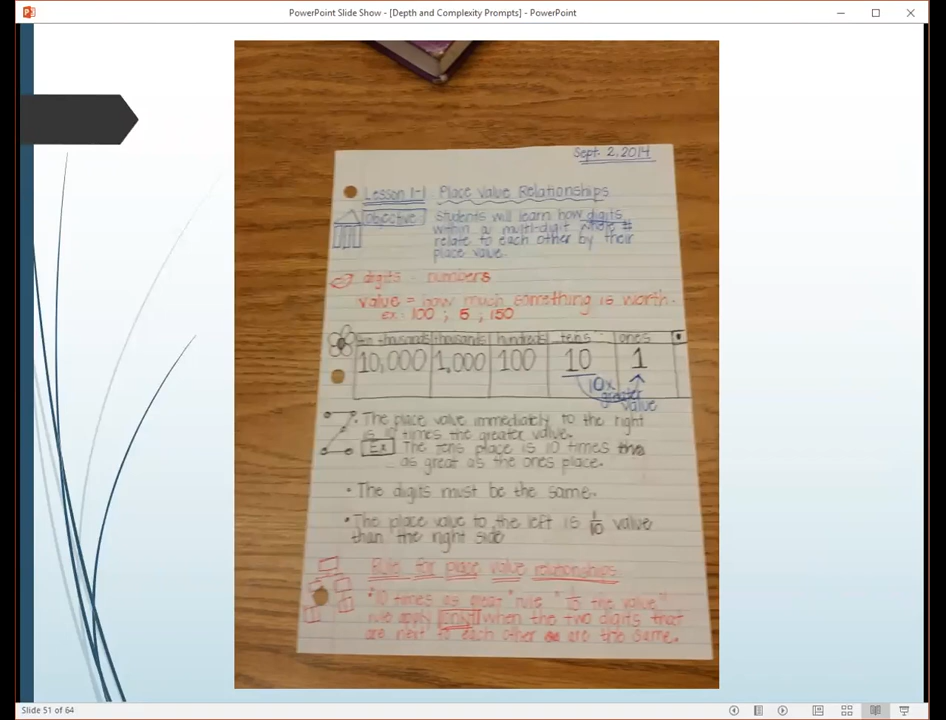 PowerPoint Slide Show - [Depth and Complexity Prompts] - PowerPoint
Sept. 2, 2014
Lesson 1-1 Place Value Relationships
Objective Students will learn how digits
within a multi-digit whole #
relate to each other by their
place value.
digits - numbers
value = how much something is worth.
ex: 100 ; 5 ; 150
ten thousands thousands hundreds tens ones
10,000 1,000 100 10 1
10x
greater
value
• The place value immediately to the right
is 10 times the greater value.
Ex The tens place is 10 times the
as great as the ones place.
• The digits must be the same.
• The place value to the left is 1/10 value
than the right side
Rule for place value relationships
"10 times as great" rule "1/10 the value"
rule apply only when the two digits that
are next to each other are the same.
Slide 51 of 64